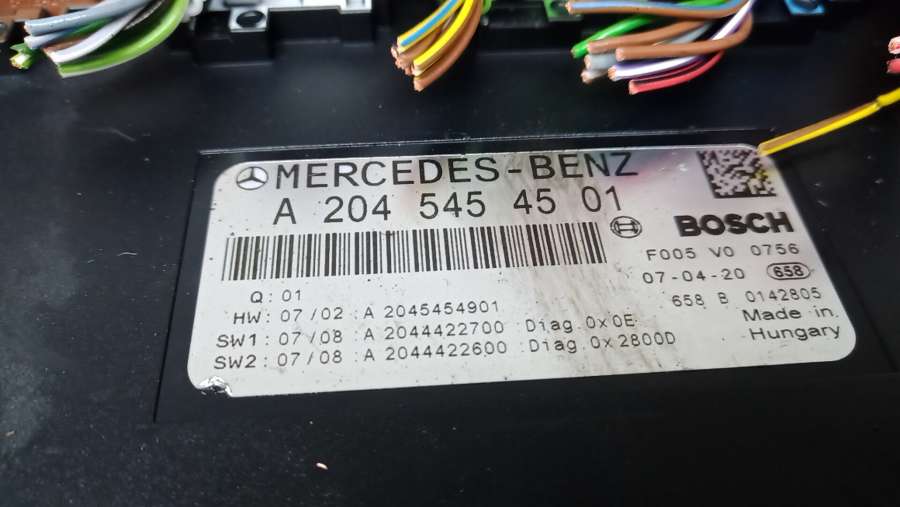 MERCEDES-BENZ
A 204 545 45 01
BOSCH
F005 V0 0756
07-04-20 658
658 B 0142805
Made in
Hungary
Q: 01
HW: 07/02 : A 2045454901
SW1: 07/08 : A 2044422700 : Diag.0x0E
SW2: 07/08 : A 2044422600 : Diag.0x2800D